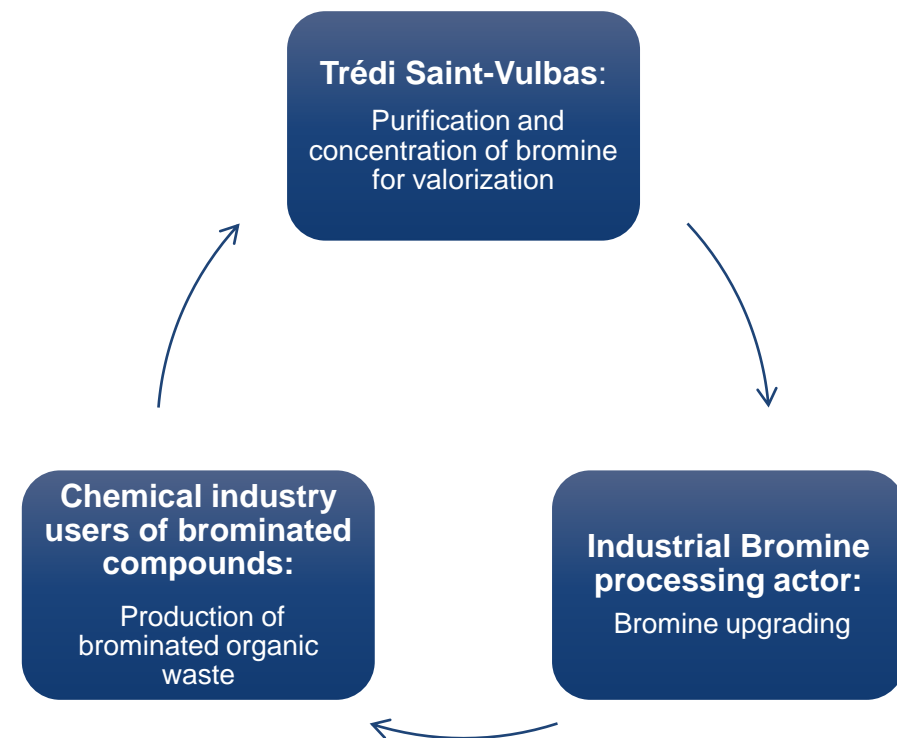 Trédi Saint-Vulbas:
Purification and
concentration of bromine
for valorization
Chemical industry
users of brominated
compounds:
Production of
brominated organic
waste
Industrial Bromine
processing actor:
Bromine upgrading